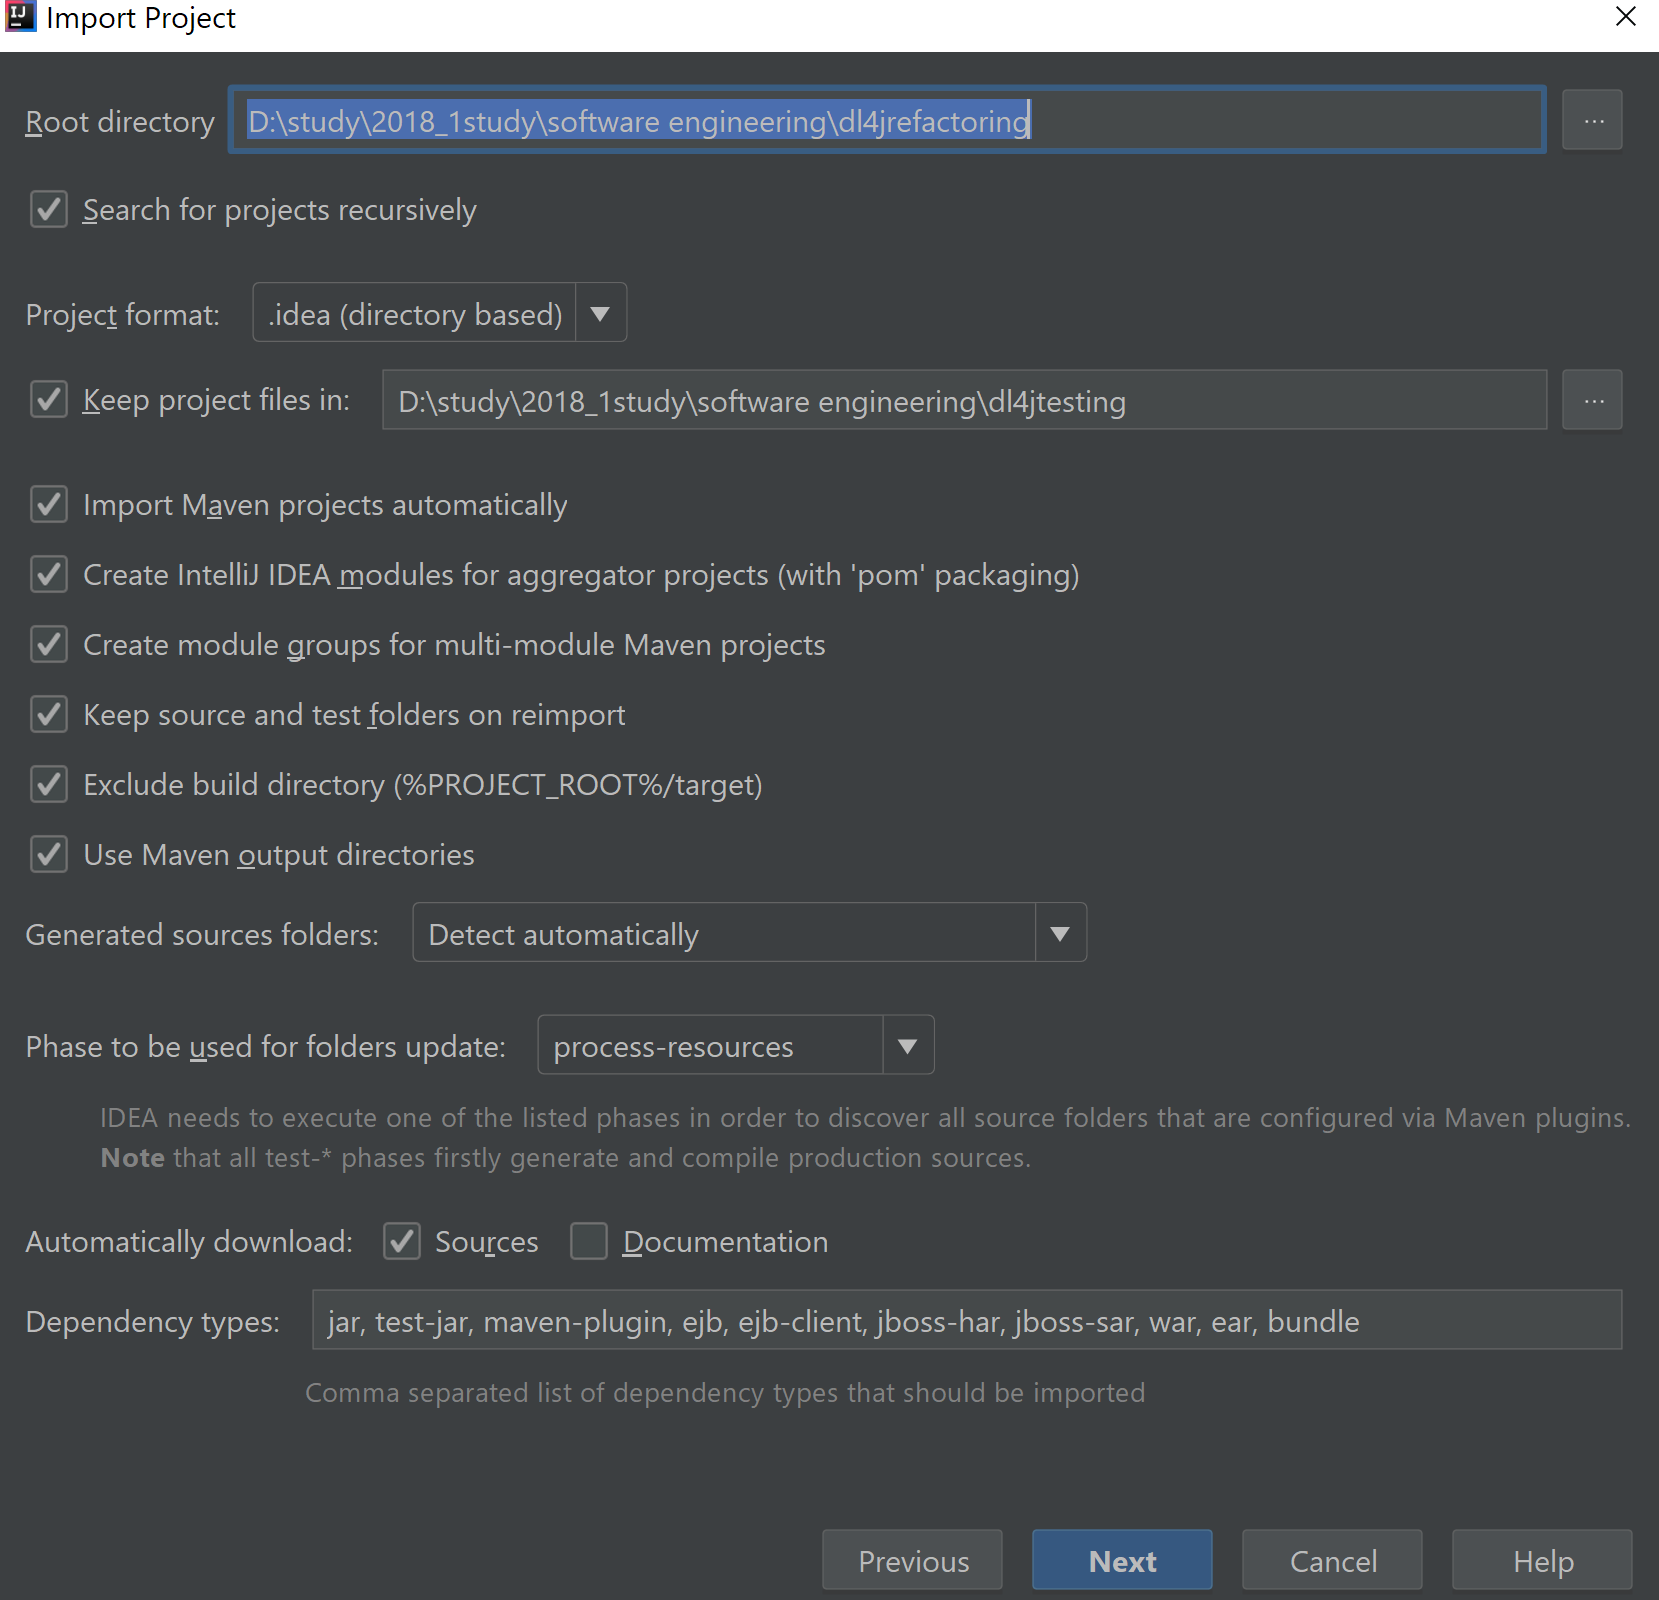 IJ
Import Project
Root directory D:\study\2018_1study\software engineering\dl4jrefactoring ...
Search for projects recursively
Project format: .idea (directory based)
Keep project files in: D:\study\2018_1study\software engineering\dl4jtesting ...
Import Maven projects automatically
Create IntelliJ IDEA modules for aggregator projects (with 'pom' packaging)
Create module groups for multi-module Maven projects
Keep source and test folders on reimport
Exclude build directory (%PROJECT_ROOT%/target)
Use Maven output directories
Generated sources folders: Detect automatically
Phase to be used for folders update: process-resources
IDEA needs to execute one of the listed phases in order to discover all source folders that are configured via Maven plugins.
Note that all test-* phases firstly generate and compile production sources.
Automatically download: Sources Documentation
Dependency types: jar, test-jar, maven-plugin, ejb, ejb-client, jboss-har, jboss-sar, war, ear, bundle
Comma separated list of dependency types that should be imported
Previous Next Cancel Help